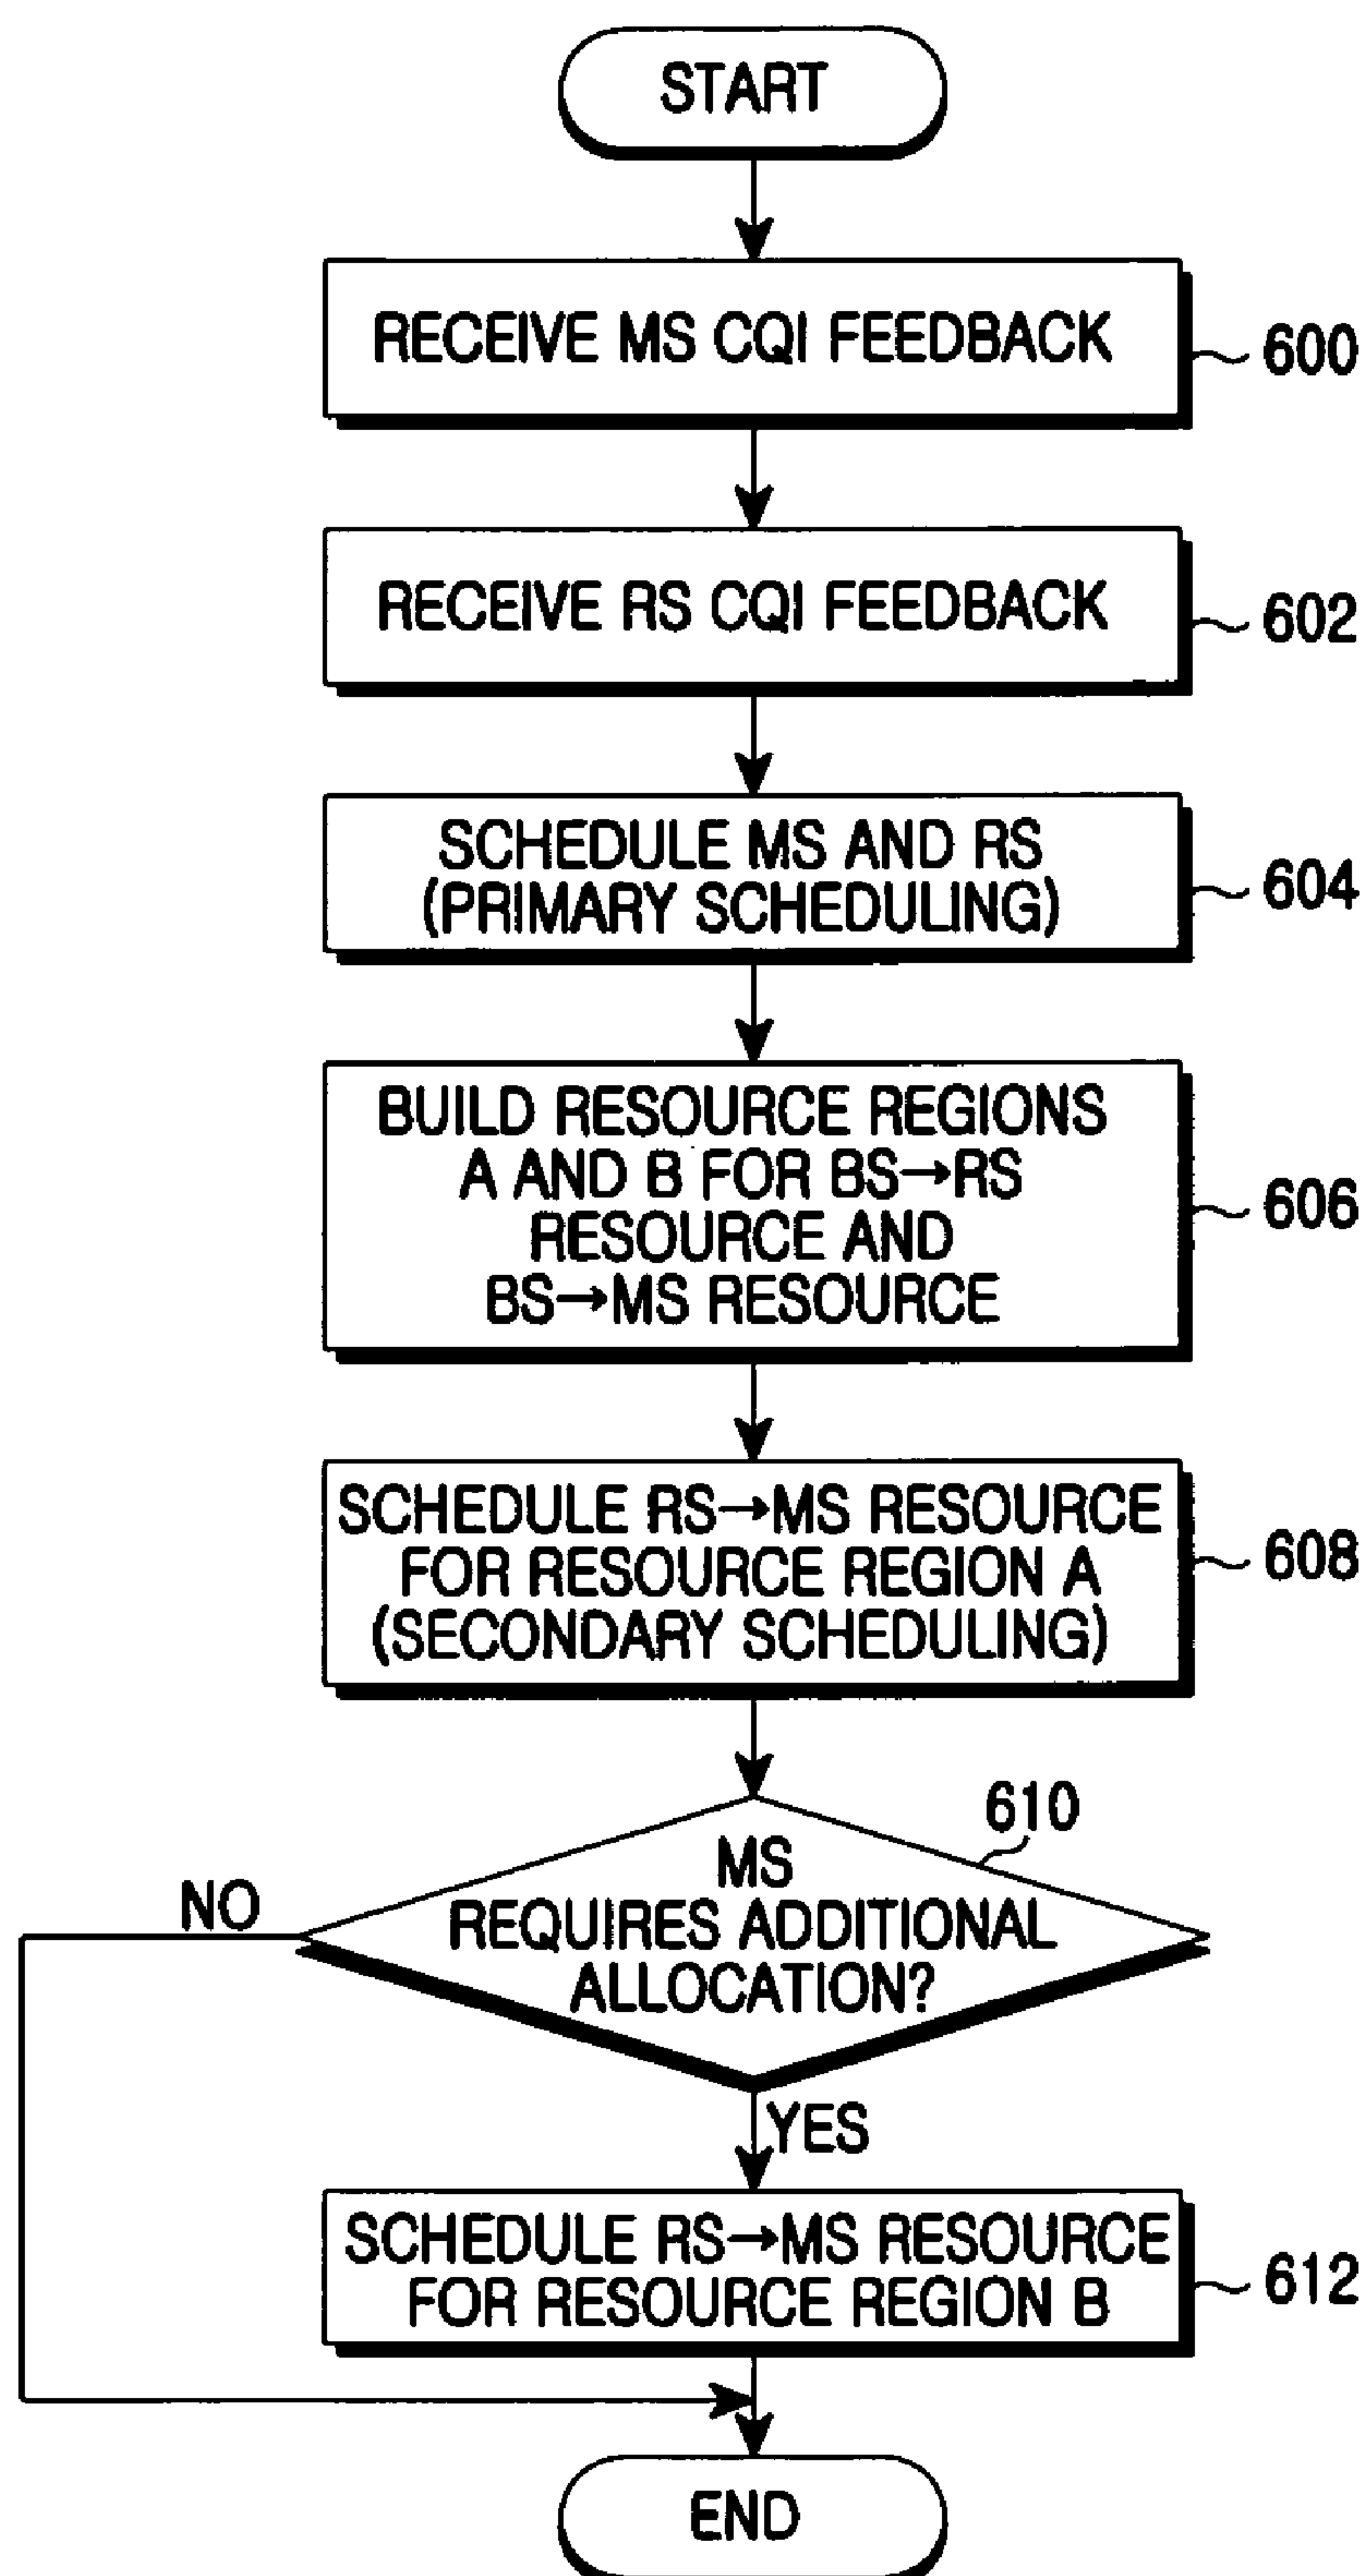 START
RECEIVE MS CQI FEEDBACK
600
RECEIVE RS CQI FEEDBACK
602
SCHEDULE MS AND RS
(PRIMARY SCHEDULING)
604
BUILD RESOURCE REGIONS
A AND B FOR BS→RS
RESOURCE AND
BS→MS RESOURCE
606
SCHEDULE RS→MS RESOURCE
FOR RESOURCE REGION A
(SECONDARY SCHEDULING)
608
610
MS
REQUIRES ADDITIONAL
ALLOCATION?
NO
YES
SCHEDULE RS→MS RESOURCE
FOR RESOURCE REGION B
612
END